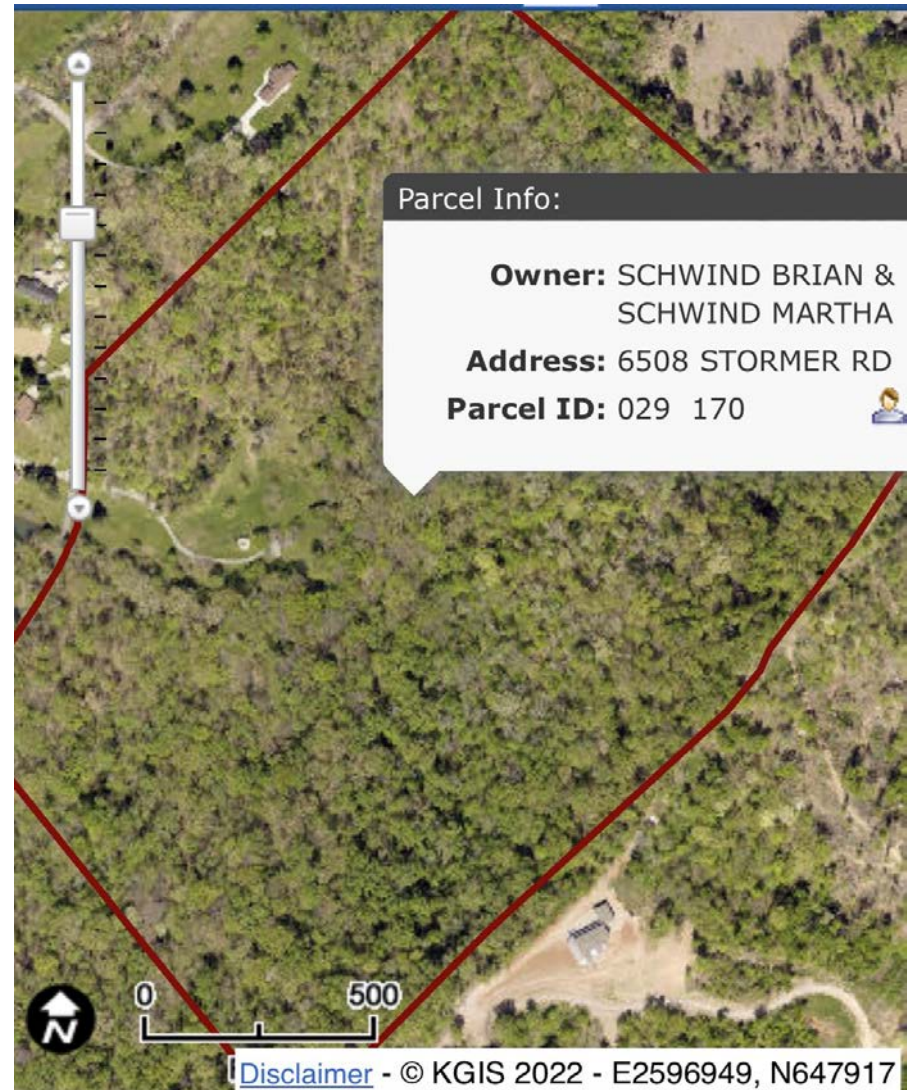 Parcel Info:
Owner: SCHWIND BRIAN &
SCHWIND MARTHA
Address: 6508 STORMER RD
Parcel ID: 029 170
N
0 500
Disclaimer - © KGIS 2022 - E2596949, N647917